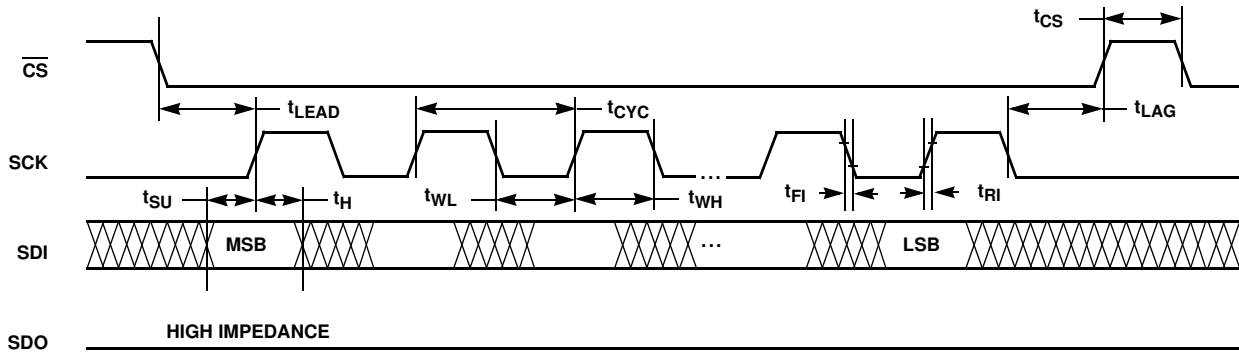 tCS
CS
tLEAD
tCYC
tLAG
SCK
...
tSU
tH
tWL
tWH
tFI
tRI
SDI
MSB
...
LSB
HIGH IMPEDANCE
SDO